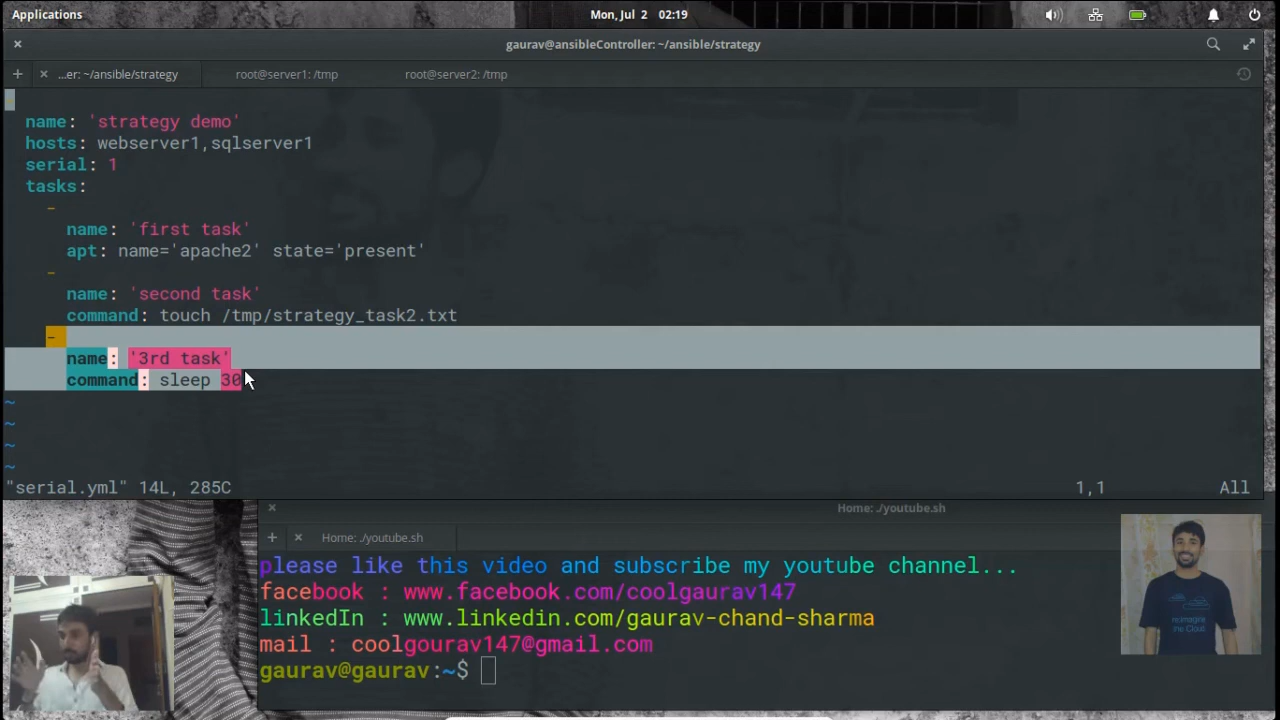 Applications
Mon, Jul 2 02:19
gaurav@ansibleController: ~/ansible/strategy
...er: ~/ansible/strategy
root@server1: /tmp
root@server2: /tmp
-
name: 'strategy demo'
hosts: webserver1,sqlserver1
serial: 1
tasks:
-
name: 'first task'
apt: name='apache2' state='present'
-
name: 'second task'
command: touch /tmp/strategy_task2.txt
-
name: '3rd task'
command: sleep 30
~
~
~
~
"serial.yml" 14L, 285C
1,1
All
Home: ./youtube.sh
Home: ./youtube.sh
please like this video and subscribe my youtube channel...
facebook : www.facebook.com/coolgaurav147
linkedIn : www.linkedin.com/gaurav-chand-sharma
mail : coolgourav147@gmail.com
gaurav@gaurav:~$
reimagine
the Cloud